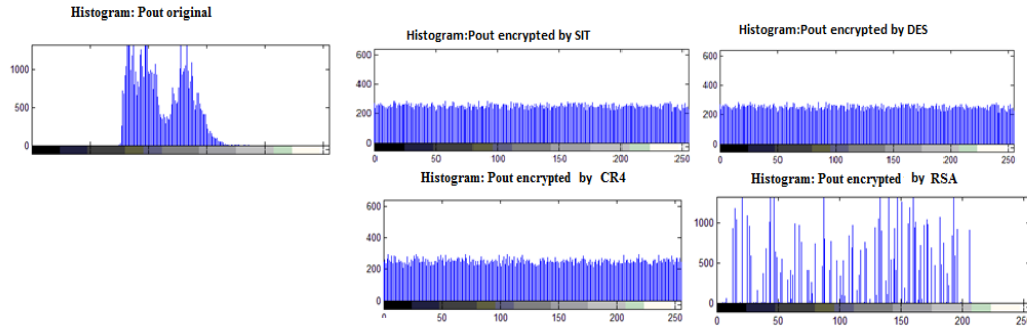 Histogram: Pout original
1000
500
0
Histogram:Pout encrypted by SIT
600
400
200
0
0 50 100 150 200 250
Histogram:Pout encrypted by DES
600
400
200
0
0 50 100 150 200 250
Histogram: Pout encrypted by CR4
600
400
200
0
0 50 100 150 200 250
Histogram: Pout encrypted by RSA
1000
500
0
0 50 100 150 200 250